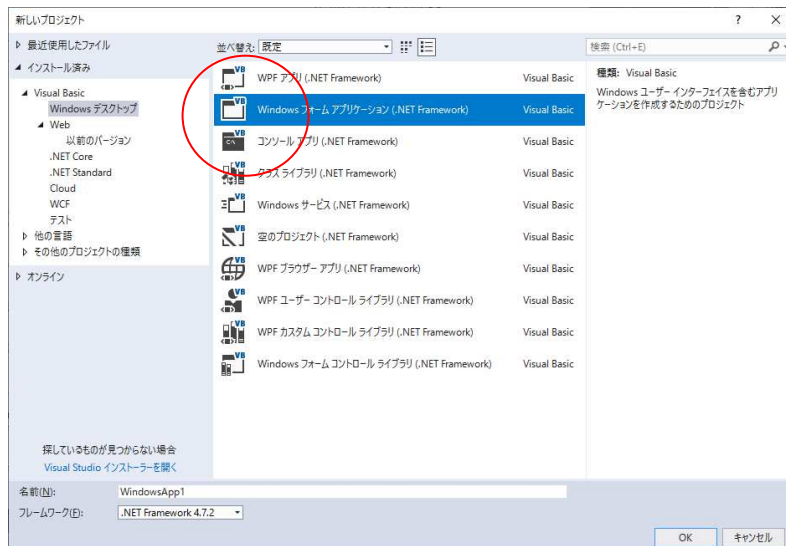 新しいプロジェクト
? ×
最近使用したファイル
インストール済み
Visual Basic
Windows デスクトップ
Web
以前のバージョン
.NET Core
.NET Standard
Cloud
WCF
テスト
他の言語
その他のプロジェクトの種類
オンライン
探しているものが見つからない場合
Visual Studio インストーラーを開く
並べ替え: 既定
WPF アプリ (.NET Framework) Visual Basic
Windows フォーム アプリケーション (.NET Framework) Visual Basic
コンソール アプリ (.NET Framework) Visual Basic
クラス ライブラリ (.NET Framework) Visual Basic
Windows サービス (.NET Framework) Visual Basic
空のプロジェクト (.NET Framework) Visual Basic
WPF ブラウザー アプリ (.NET Framework) Visual Basic
WPF ユーザー コントロール ライブラリ (.NET Framework) Visual Basic
WPF カスタム コントロール ライブラリ (.NET Framework) Visual Basic
Windows フォーム コントロール ライブラリ (.NET Framework) Visual Basic
検索 (Ctrl+E)
種類: Visual Basic
Windows ユーザー インターフェイスを含むアプリ
ケーションを作成するためのプロジェクト
名前(N): WindowsApp1
フレームワーク(F): .NET Framework 4.7.2
OK キャンセル